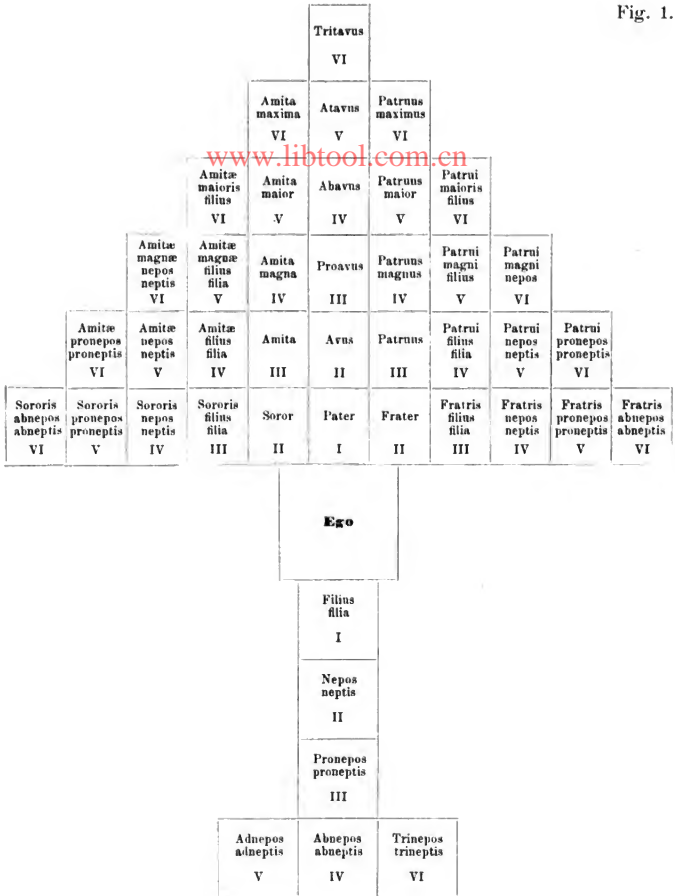 Fig. 1.
Tritavus
VI
Amita
maxima
VI
Atavus
V
Patruus
maximus
VI
www.libtool.com.cn
Amitæ
maioris
filius
VI
Amita
maior
V
Abavus
IV
Patruus
maior
V
Patrui
maioris
filius
VI
Amitæ
magnæ
nepos
neptis
VI
Amitæ
magnæ
filius
filia
V
Amita
magna
IV
Proavus
III
Patruus
magnus
IV
Patrui
magni
filius
V
Patrui
magni
nepos
VI
Amitæ
pronepos
proneptis
VI
Amitæ
nepos
neptis
V
Amitæ
filius
filia
IV
Amita
III
Avus
II
Patruus
III
Patrui
filius
filia
IV
Patrui
nepos
neptis
V
Patrui
pronepos
proneptis
VI
Sororis
abnepos
abneptis
VI
Sororis
pronepos
proneptis
V
Sororis
nepos
neptis
IV
Sororis
filius
filia
III
Soror
II
Pater
I
Frater
II
Fratris
filius
filia
III
Fratris
nepos
neptis
IV
Fratris
pronepos
proneptis
V
Fratris
abnepos
abneptis
VI
Ego
Filius
filia
I
Nepos
neptis
II
Pronepos
proneptis
III
Adnepos
adneptis
V
Abnepos
abneptis
IV
Trinepos
trineptis
VI